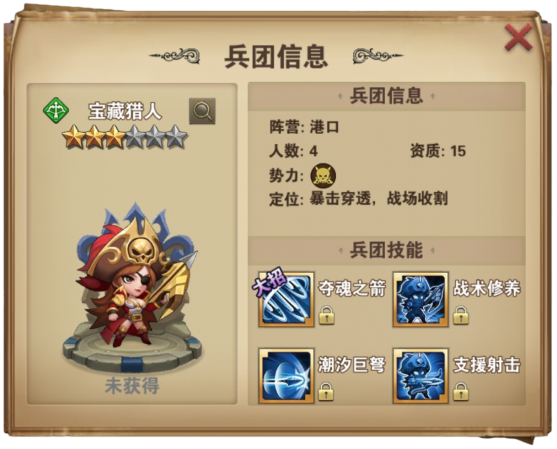 兵团信息
宝藏猎人
未获得
兵团信息
阵营: 港口
人数: 4 资质: 15
势力:
定位: 暴击穿透，战场收割
兵团技能
大招 夺魂之箭 战术修养
潮汐巨弩 支援射击